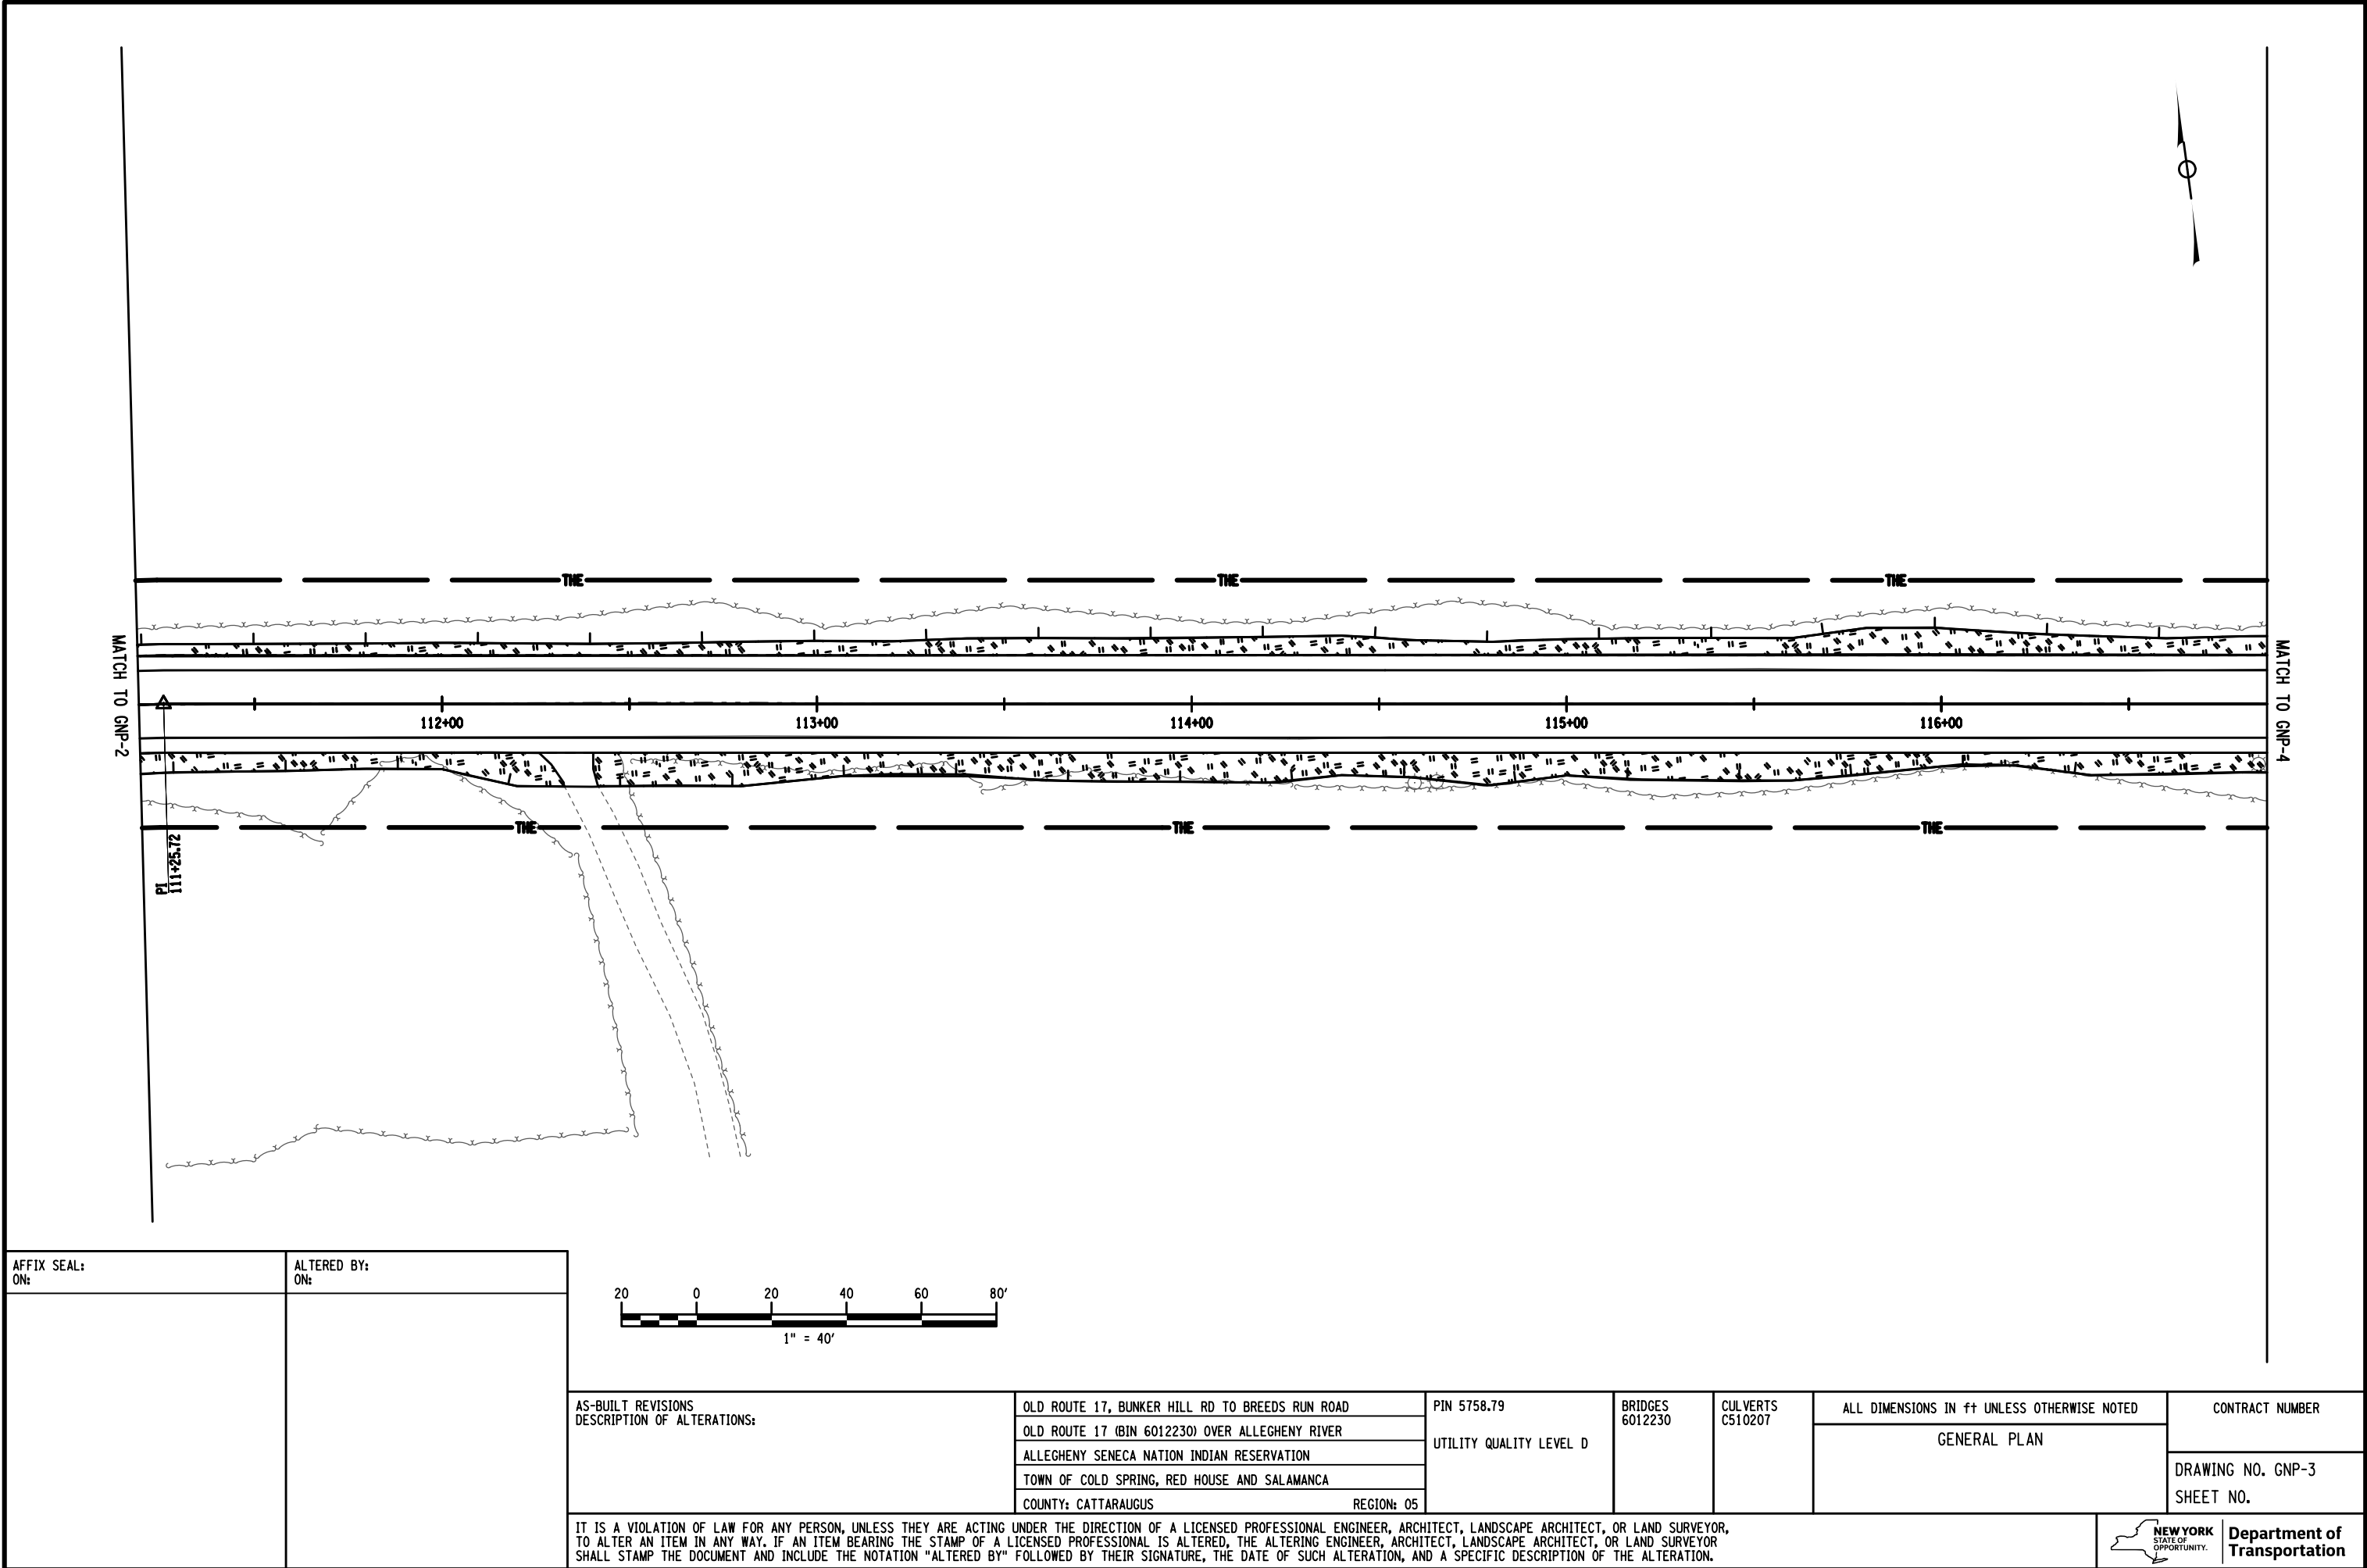 THE THE THE
MATCH TO GNP-2
MATCH TO GNP-4
112+00 113+00 114+00 115+00 116+00
THE THE THE
PI
111+25.72
AFFIX SEAL:
ON:
ALTERED BY:
ON:
20 0 20 40 60 80'
1" = 40'
AS-BUILT REVISIONS
DESCRIPTION OF ALTERATIONS:
OLD ROUTE 17, BUNKER HILL RD TO BREEDS RUN ROAD
OLD ROUTE 17 (BIN 6012230) OVER ALLEGHENY RIVER
ALLEGHENY SENECA NATION INDIAN RESERVATION
TOWN OF COLD SPRING, RED HOUSE AND SALAMANCA
COUNTY: CATTARAUGUS REGION: 05
PIN 5758.79
UTILITY QUALITY LEVEL D
BRIDGES
6012230
CULVERTS
C510207
ALL DIMENSIONS IN ft UNLESS OTHERWISE NOTED
GENERAL PLAN
CONTRACT NUMBER
DRAWING NO. GNP-3
SHEET NO.
IT IS A VIOLATION OF LAW FOR ANY PERSON, UNLESS THEY ARE ACTING UNDER THE DIRECTION OF A LICENSED PROFESSIONAL ENGINEER, ARCHITECT, LANDSCAPE ARCHITECT, OR LAND SURVEYOR,
TO ALTER AN ITEM IN ANY WAY. IF AN ITEM BEARING THE STAMP OF A LICENSED PROFESSIONAL IS ALTERED, THE ALTERING ENGINEER, ARCHITECT, LANDSCAPE ARCHITECT, OR LAND SURVEYOR
SHALL STAMP THE DOCUMENT AND INCLUDE THE NOTATION "ALTERED BY" FOLLOWED BY THEIR SIGNATURE, THE DATE OF SUCH ALTERATION, AND A SPECIFIC DESCRIPTION OF THE ALTERATION.
NEW YORK
STATE OF
OPPORTUNITY.
Department of
Transportation